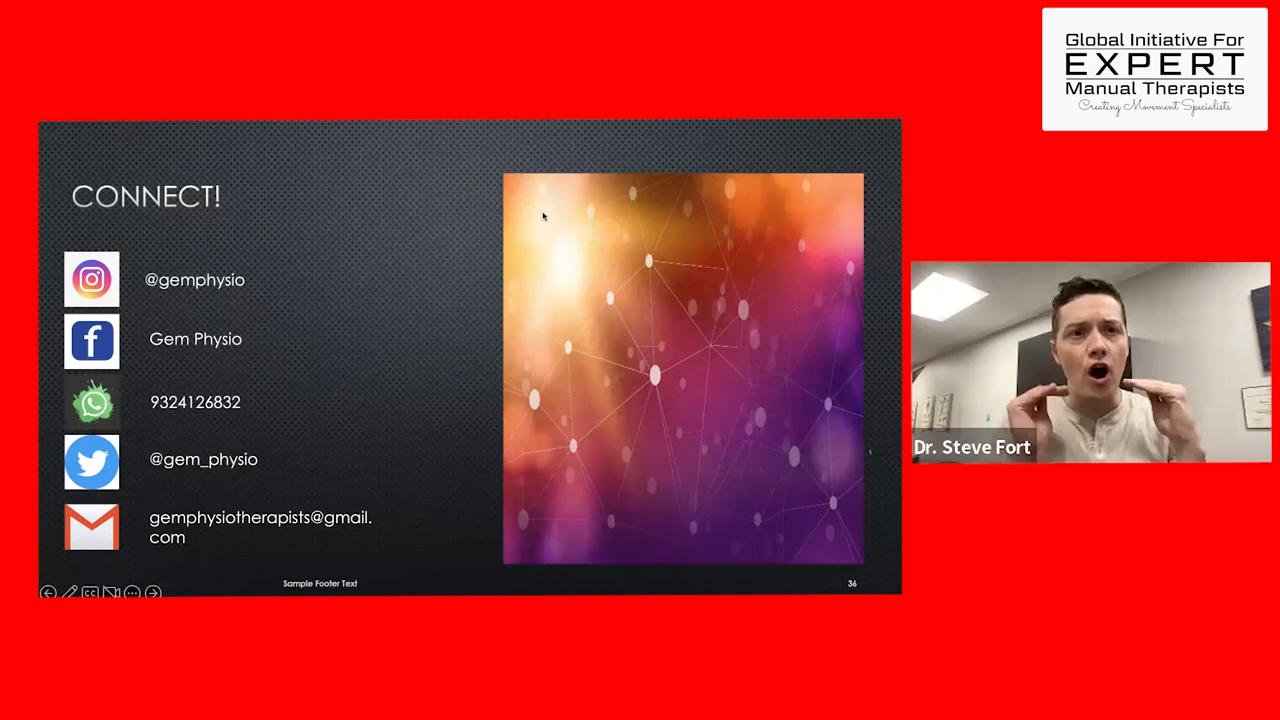 Global Initiative For
EXPERT
Manual Therapists
Creating Movement Specialists
CONNECT!
@gemphysio
Gem Physio
9324126832
@gem_physio
gemphysiotherapists@gmail.
com
Sample Footer Text
36
CC
Dr. Steve Fort